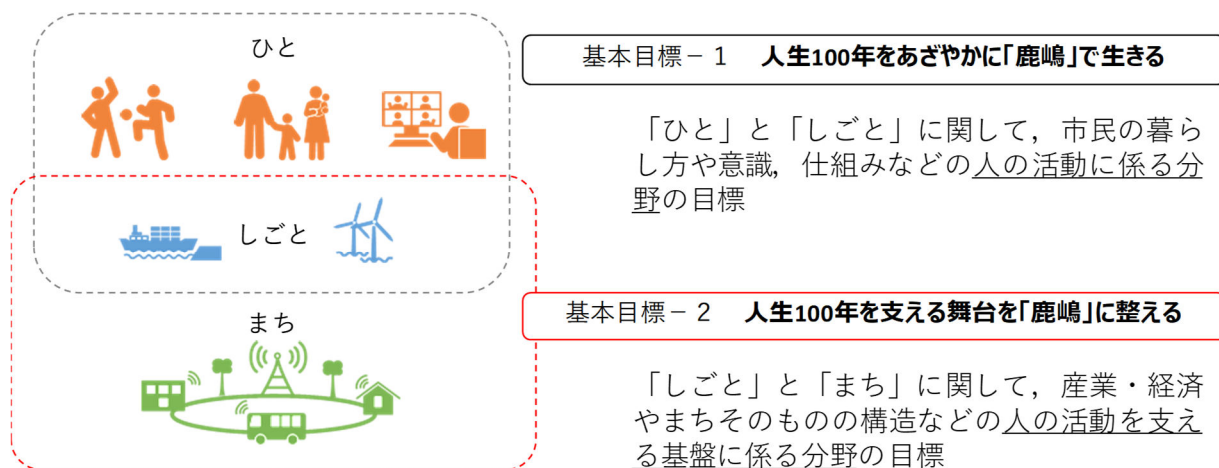 ひと
しごと
まち
基本目標－1 人生100年をあざやかに「鹿嶋」で生きる
「ひと」と「しごと」に関して，市民の暮ら
し方や意識，仕組みなどの人の活動に係る分
野の目標
基本目標－2 人生100年を支える舞台を「鹿嶋」に整える
「しごと」と「まち」に関して，産業・経済
やまちそのものの構造などの人の活動を支え
る基盤に係る分野の目標